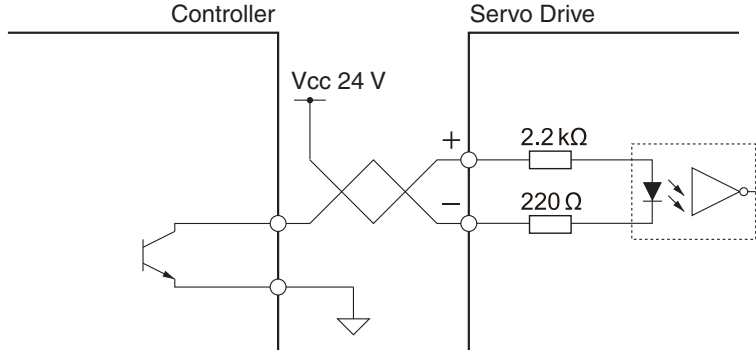 Controller
Servo Drive
Vcc 24 V
+
2.2 kΩ
−
220 Ω